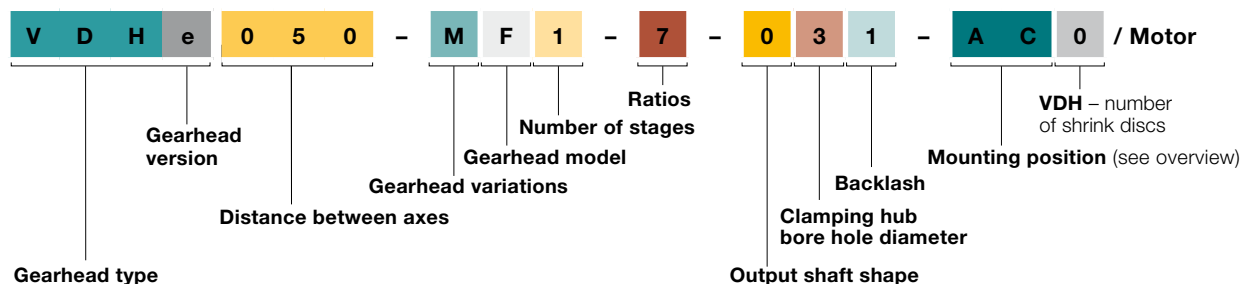 V D H e 0 5 0 – M F 1 – 7 – 0 3 1 – A C 0 / Motor
Ratios
VDH – number
of shrink discs
Number of stages
Gearhead
version
Gearhead model
Mounting position (see overview)
Gearhead variations
Backlash
Distance between axes
Clamping hub
bore hole diameter
Gearhead type
Output shaft shape